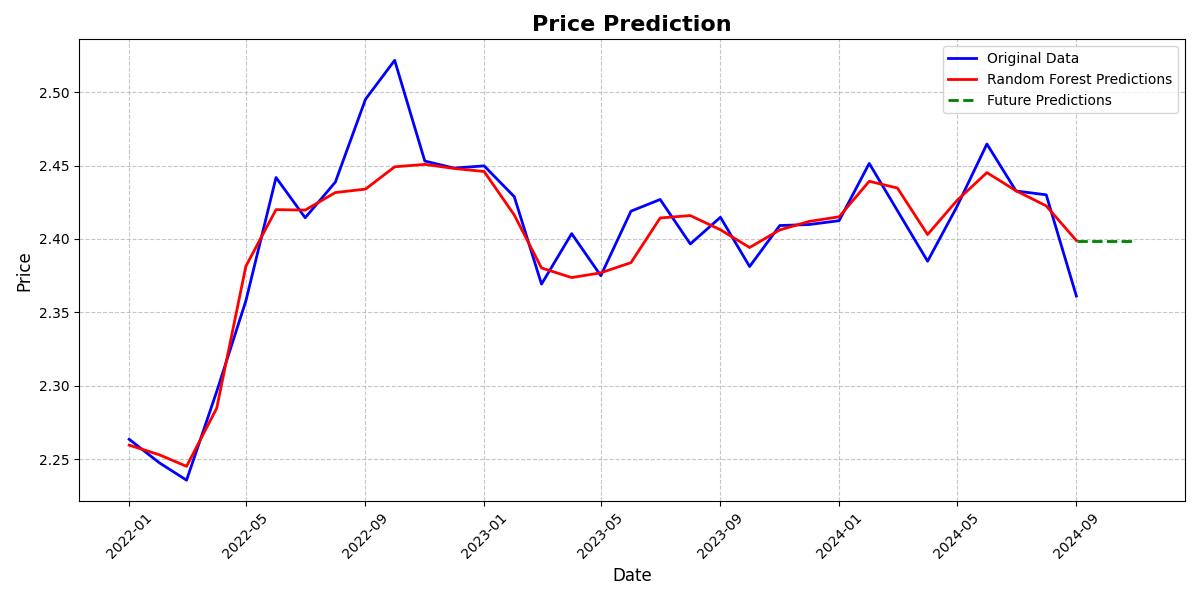 Price Prediction
Original Data
Random Forest Predictions
Future Predictions
Price
2.50
2.45
2.40
2.35
2.30
2.25
2022-01
2022-05
2022-09
2023-01
2023-05
2023-09
2024-01
2024-05
2024-09
Date